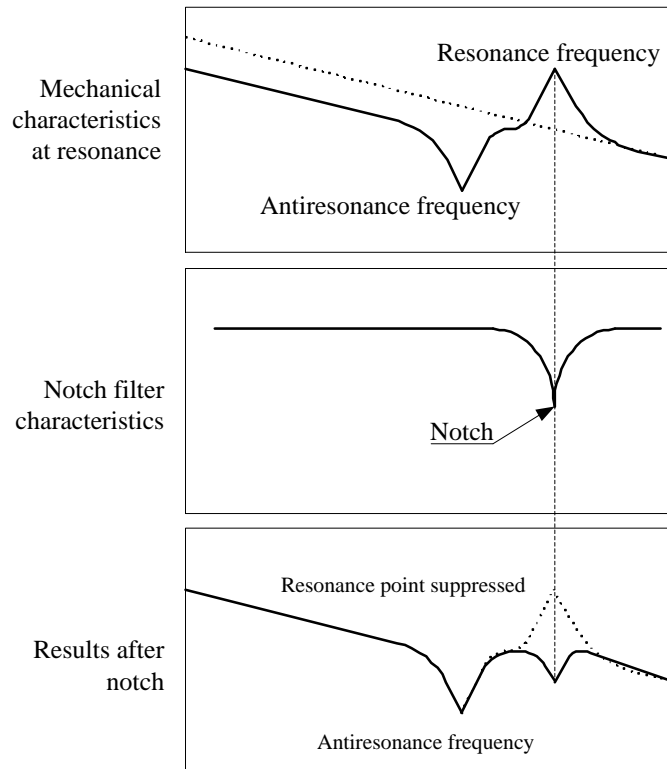 Mechanical
characteristics
at resonance
Resonance frequency
Antiresonance frequency
Notch filter
characteristics
Notch
Results after
notch
Resonance point suppressed
Antiresonance frequency